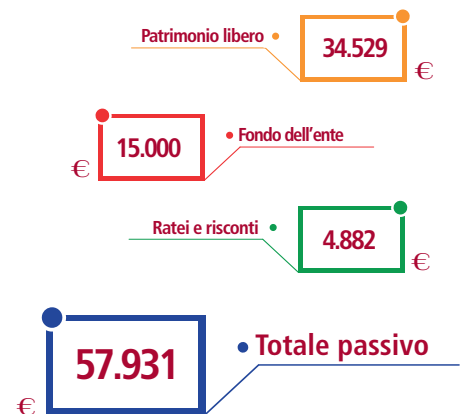 Patrimonio libero •
34.529
€
15.000
€
• Fondo dell'ente
Ratei e risconti •
4.882
€
57.931
€
• Totale passivo